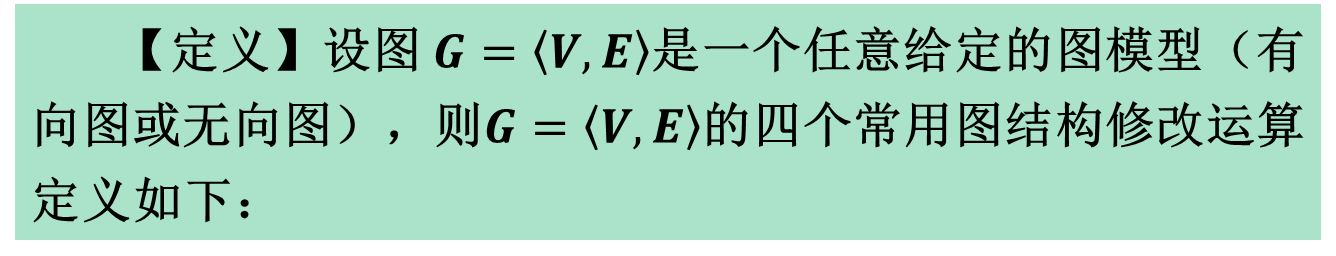 【定义】设图 G = ⟨V, E⟩是一个任意给定的图模型（有
向图或无向图），则G = ⟨V, E⟩的四个常用图结构修改运算
定义如下：